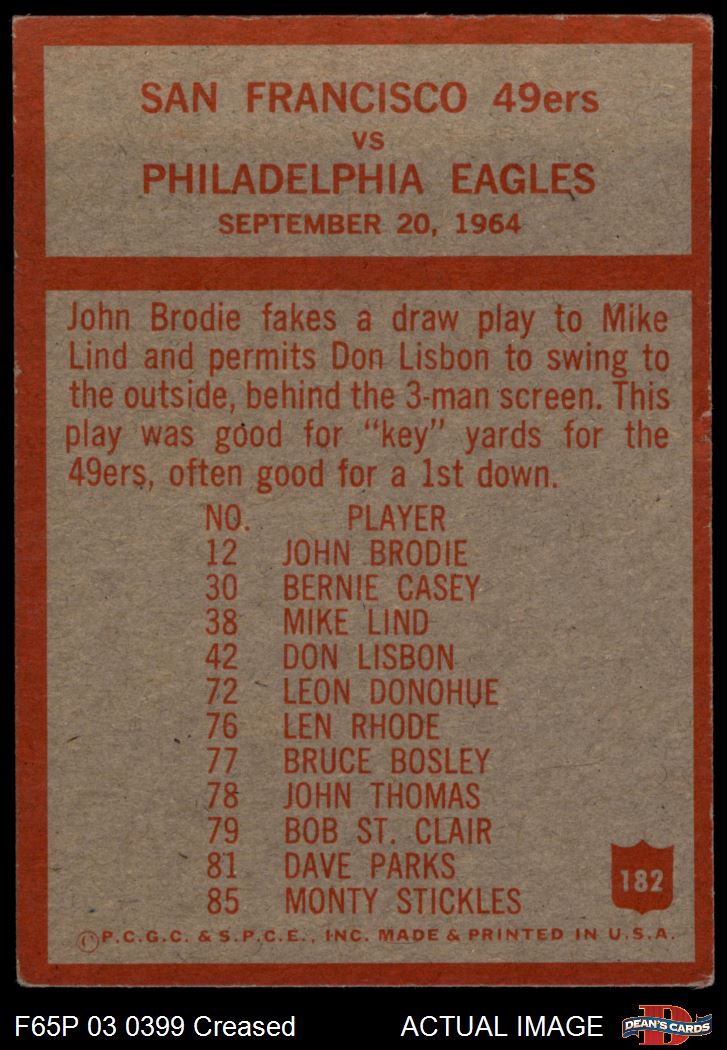 SAN FRANCISCO 49ers
VS
PHILADELPHIA EAGLES
SEPTEMBER 20, 1964
John Brodie fakes a draw play to Mike
Lind and permits Don Lisbon to swing to
the outside, behind the 3-man screen. This
play was good for "key" yards for the
49ers, often good for a 1st down.
NO. PLAYER
12 JOHN BRODIE
30 BERNIE CASEY
38 MIKE LIND
42 DON LISBON
72 LEON DONOHUE
76 LEN RHODE
77 BRUCE BOSLEY
78 JOHN THOMAS
79 BOB ST. CLAIR
81 DAVE PARKS
85 MONTY STICKLES
182
©P.C.G.C. & S.P.C.E., INC. MADE & PRINTED IN U.S.A.
F65P 03 0399 Creased ACTUAL IMAGE
D
DEAN'S CARDS